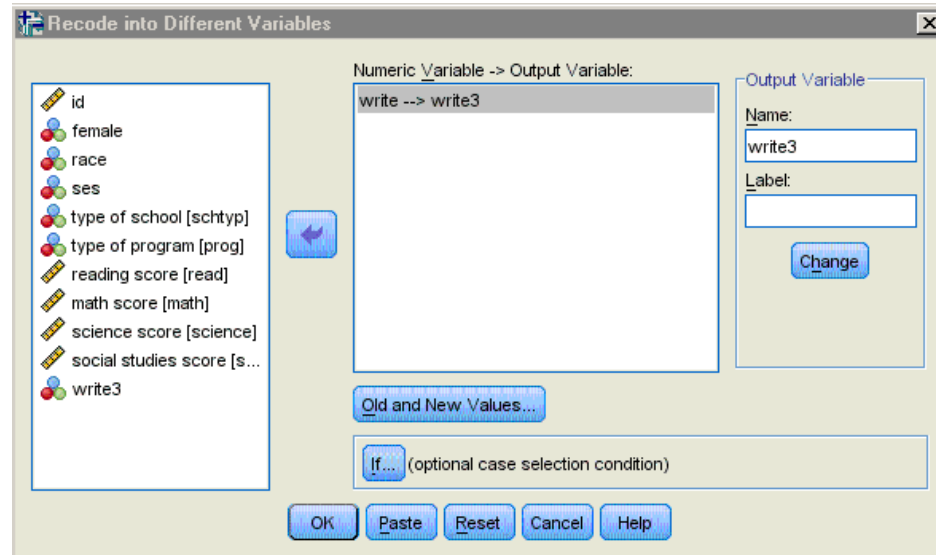 Recode into Different Variables
id
female
race
ses
type of school [schtyp]
type of program [prog]
reading score [read]
math score [math]
science score [science]
social studies score [s...
write3
Numeric Variable -> Output Variable:
write --> write3
Old and New Values...
If... (optional case selection condition)
Output Variable
Name:
write3
Label:
Change
OK Paste Reset Cancel Help